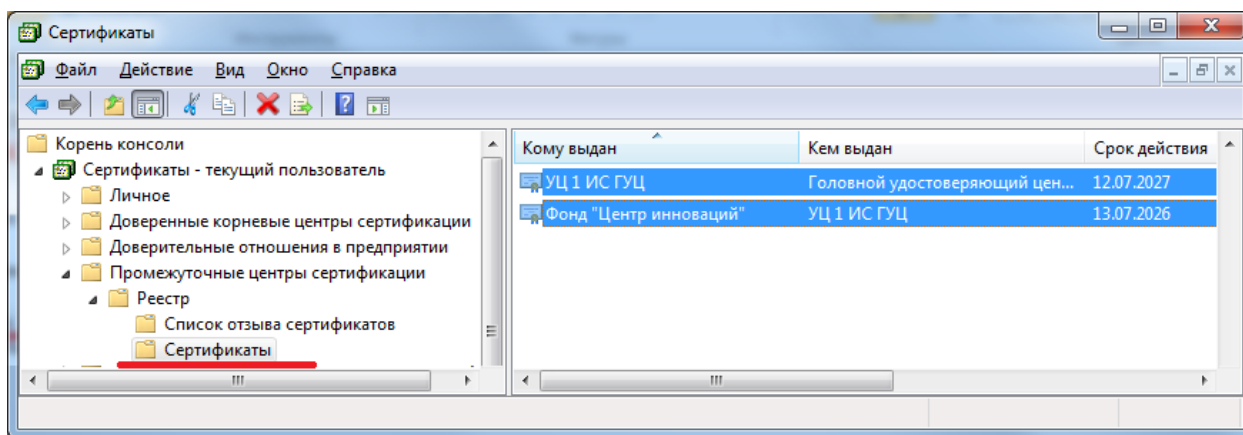 Сертификаты
Файл Действие Вид Окно Справка
Корень консоли
Сертификаты - текущий пользователь
Личное
Доверенные корневые центры сертификации
Доверительные отношения в предприятии
Промежуточные центры сертификации
Реестр
Список отзыва сертификатов
Сертификаты
Кому выдан Кем выдан Срок действия
УЦ 1 ИС ГУЦ Головной удостоверяющий цен... 12.07.2027
Фонд "Центр инноваций" УЦ 1 ИС ГУЦ 13.07.2026